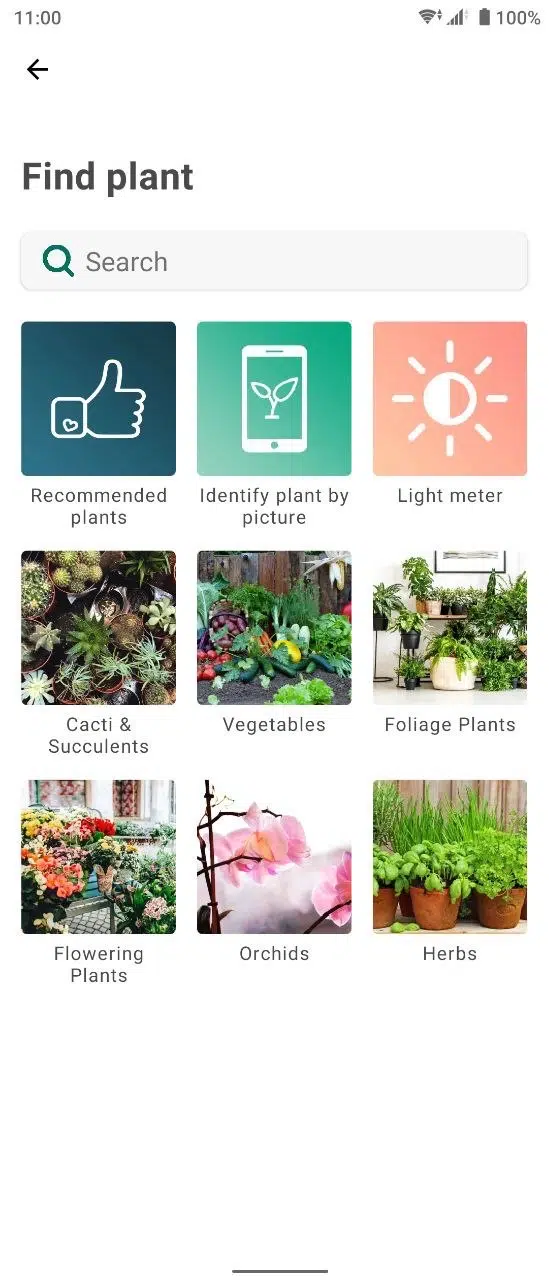 11:00
100%
Find plant
Search
Recommended
plants
Identify plant by
picture
Light meter
Cacti &
Succulents
Vegetables
Foliage Plants
Flowering
Plants
Orchids
Herbs